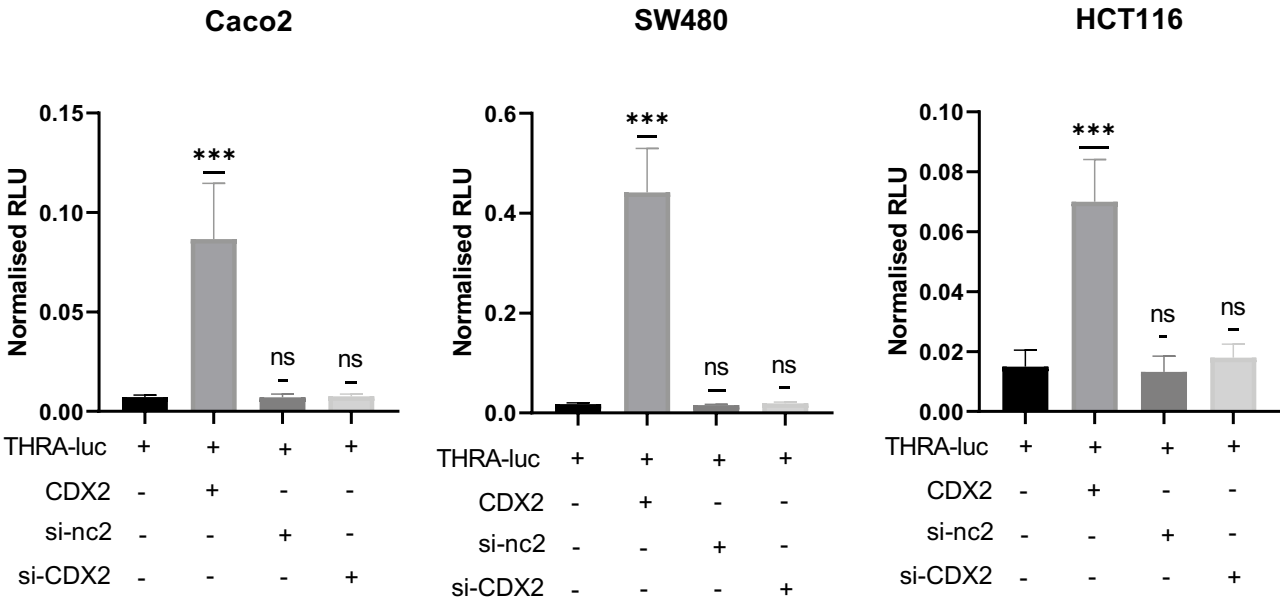 Caco2
Normalised RLU
0.15
0.10
0.05
0.00
***
ns
ns
THRA-luc + + + +
CDX2 - + - -
si-nc2 - - + -
si-CDX2 - - - +
SW480
Normalised RLU
0.6
0.4
0.2
0.0
***
ns
ns
THRA-luc + + + +
CDX2 - + - -
si-nc2 - - + -
si-CDX2 - - - +
HCT116
Normalised RLU
0.10
0.08
0.06
0.04
0.02
0.00
***
ns
ns
THRA-luc + + + +
CDX2 - + - -
si-nc2 - - + -
si-CDX2 - - - +